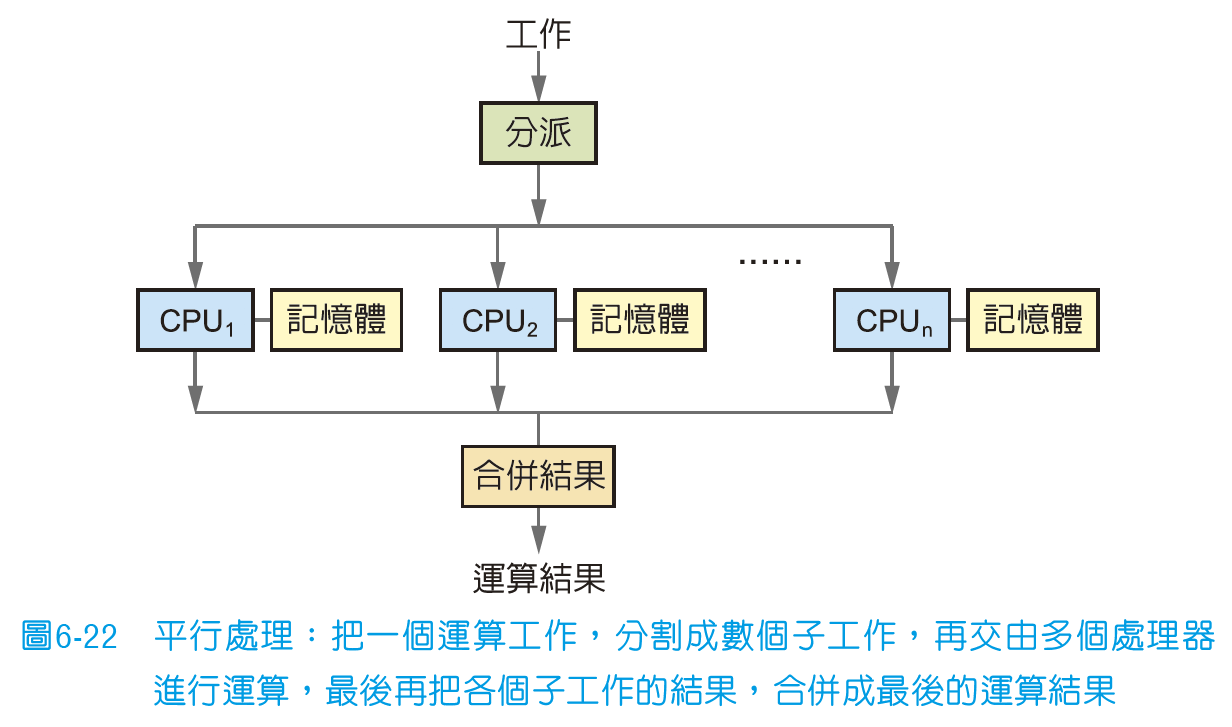 工作
分派
……
CPU₁ 記憶體 CPU₂ 記憶體 CPUₙ 記憶體
合併結果
運算結果
圖6-22 平行處理：把一個運算工作，分割成數個子工作，再交由多個處理器
進行運算，最後再把各個子工作的結果，合併成最後的運算結果